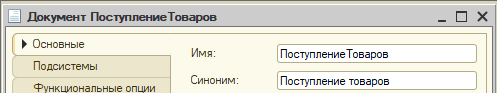 Документ ПоступлениеТоваров
Основные
Имя: ПоступлениеТоваров
Подсистемы
Синоним: Поступление товаров
Функциональные опции